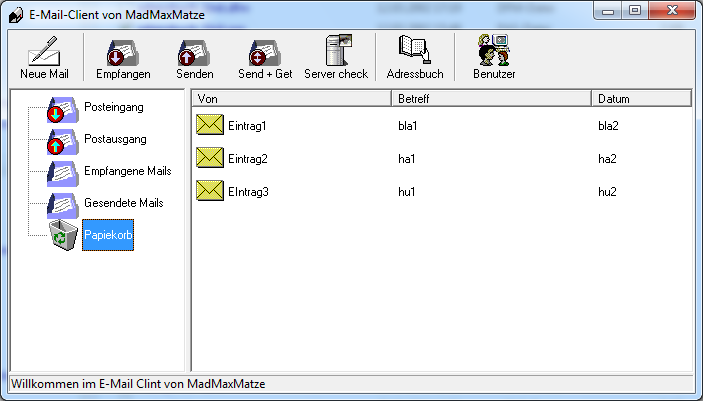 E-Mail-Client von MadMaxMatze
Neue Mail Empfangen Senden Send + Get Server check Adressbuch Benutzer
Posteingang
Postausgang
Empfangene Mails
Gesendete Mails
Papiekorb
Von Betreff Datum
Eintrag1 bla1 bla2
Eintrag2 ha1 ha2
EIntrag3 hu1 hu2
Willkommen im E-Mail Clint von MadMaxMatze